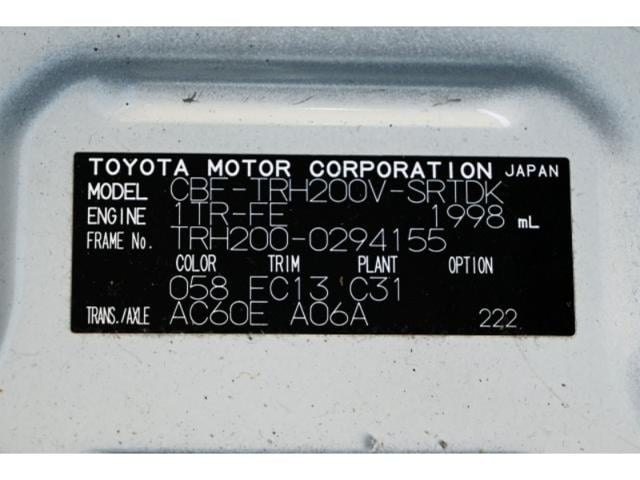 TOYOTA MOTOR CORPORATION JAPAN
MODEL CBF-TRH200V-SRTDK
ENGINE 1TR-FE 1998 mL
FRAME No. TRH200-0294155
COLOR TRIM PLANT OPTION
058 EC13 C31
TRANS./AXLE AC60E A06A 222